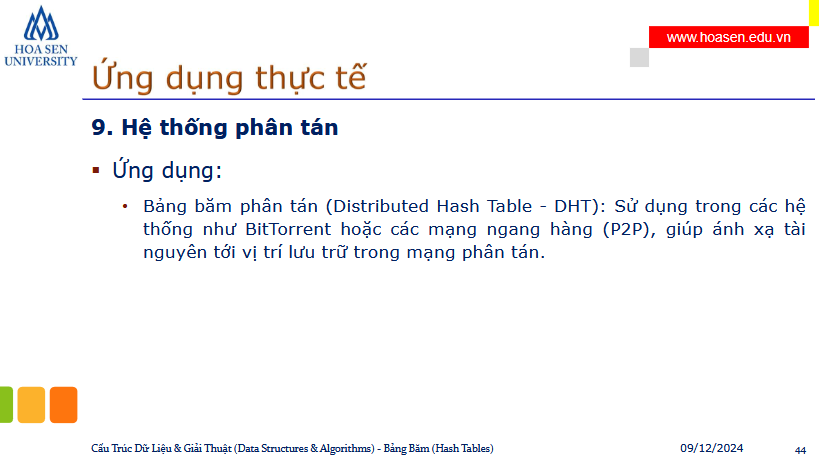 HOA SEN
UNIVERSITY
www.hoasen.edu.vn
Ứng dụng thực tế
9. Hệ thống phân tán
▪ Ứng dụng:
• Bảng băm phân tán (Distributed Hash Table - DHT): Sử dụng trong các hệ
thống như BitTorrent hoặc các mạng ngang hàng (P2P), giúp ánh xạ tài
nguyên tới vị trí lưu trữ trong mạng phân tán.
Cấu Trúc Dữ Liệu & Giải Thuật (Data Structures & Algorithms) - Bảng Băm (Hash Tables)
09/12/2024
44